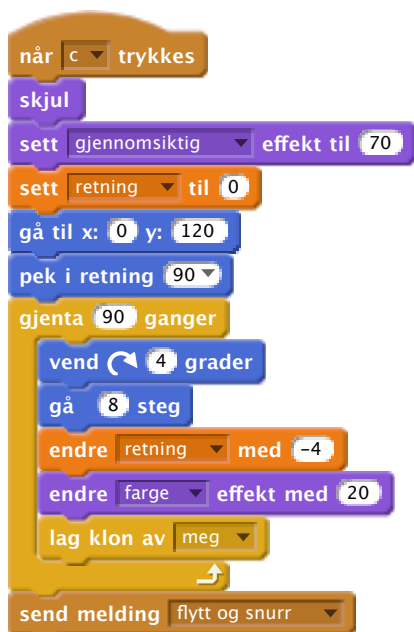 når c trykkes
skjul
sett gjennomsiktig effekt til 70
sett retning til 0
gå til x: 0 y: 120
pek i retning 90
gjenta 90 ganger
vend 4 grader
gå 8 steg
endre retning med -4
endre farge effekt med 20
lag klon av meg
send melding flytt og snurr